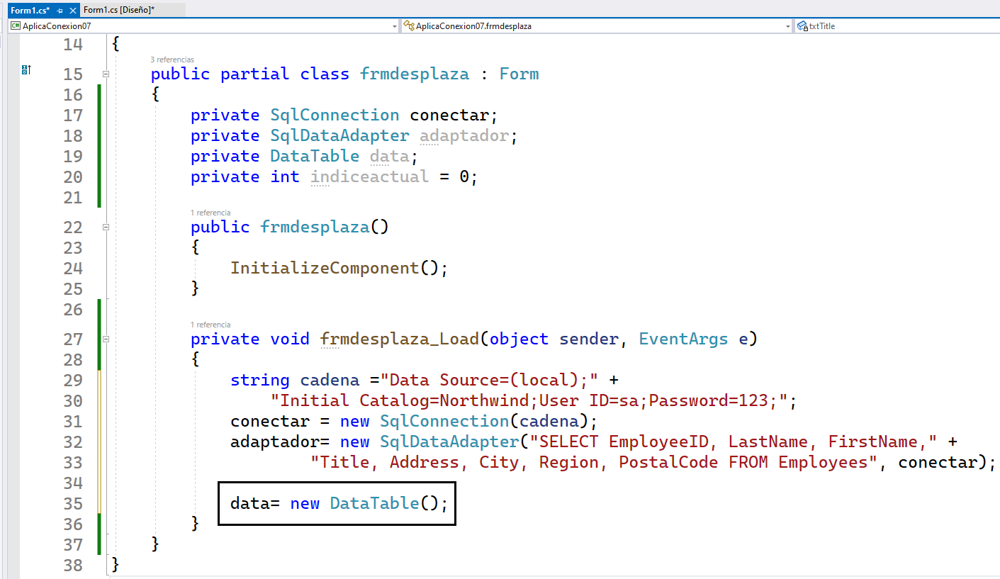 Form1.cs* Form1.cs [Diseño]*
C# AplicaConexion07 AplicaConexion07.frmdesplaza txtTitle
14 {
3 referencias
15 public partial class frmdesplaza : Form
16 {
17 private SqlConnection conectar;
18 private SqlDataAdapter adaptador;
19 private DataTable data;
20 private int indiceactual = 0;
21
1 referencia
22 public frmdesplaza()
23 {
24 InitializeComponent();
25 }
26
1 referencia
27 private void frmdesplaza_Load(object sender, EventArgs e)
28 {
29 string cadena ="Data Source=(local);" +
30 "Initial Catalog=Northwind;User ID=sa;Password=123;";
31 conectar = new SqlConnection(cadena);
32 adaptador= new SqlDataAdapter("SELECT EmployeeID, LastName, FirstName," +
33 "Title, Address, City, Region, PostalCode FROM Employees", conectar);
34
35 data= new DataTable();
36 }
37 }
38 }